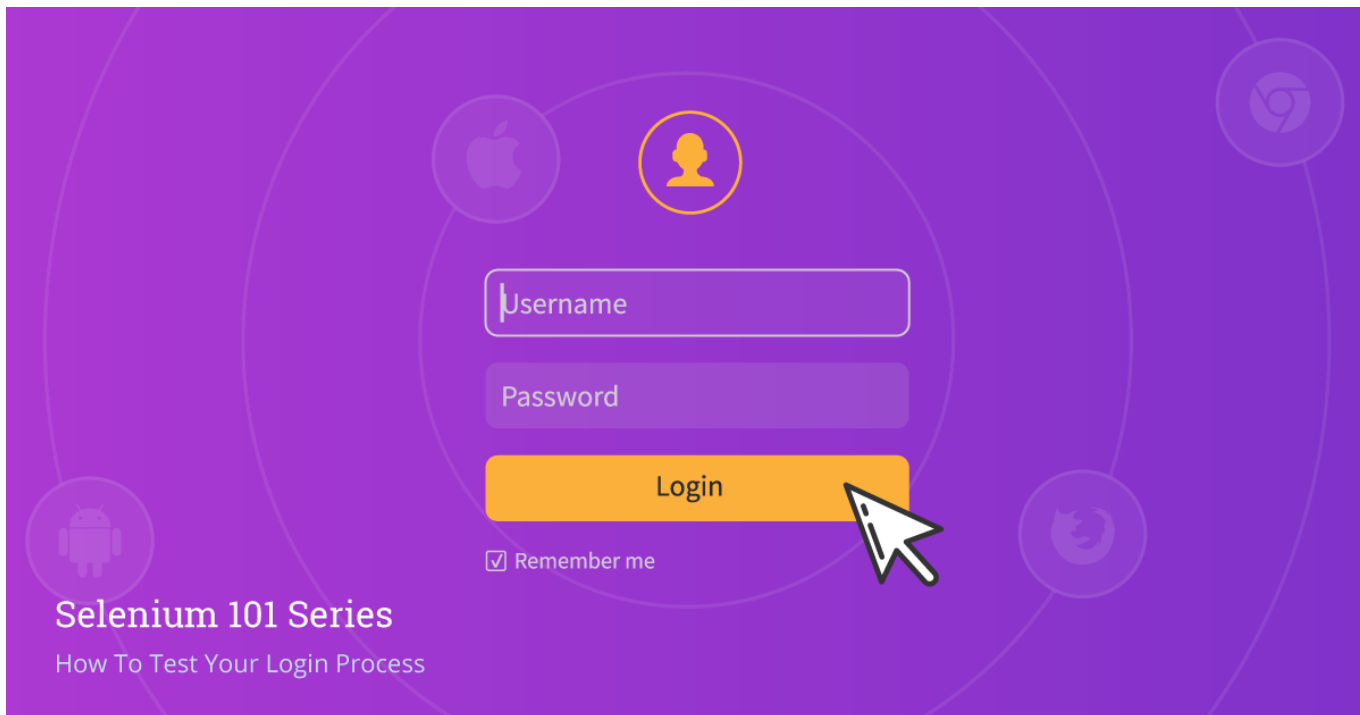 Username
Password
Login
Remember me
Selenium 101 Series
How To Test Your Login Process